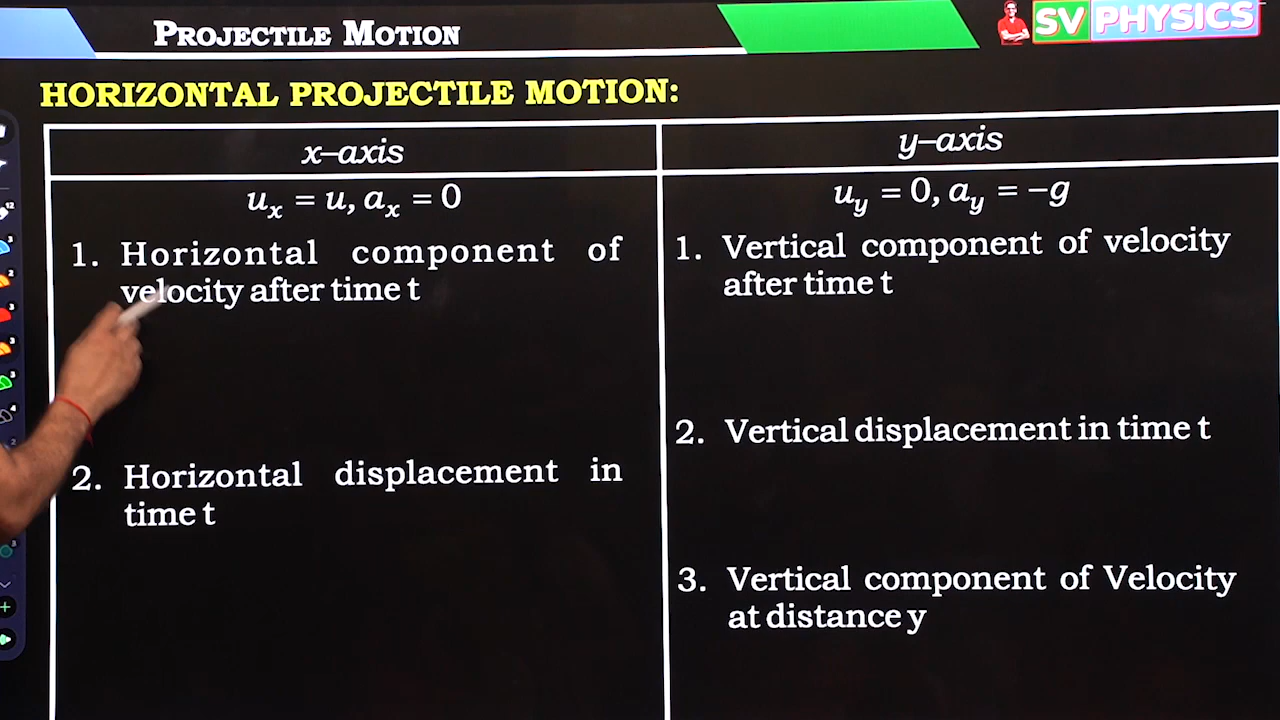 PROJECTILE MOTION
SV PHYSICS
HORIZONTAL PROJECTILE MOTION:
x–axis
uₓ = u, aₓ = 0
1. Horizontal component of
velocity after time t
2. Horizontal displacement in
time t
y–axis
u_y = 0, a_y = –g
1. Vertical component of velocity
after time t
2. Vertical displacement in time t
3. Vertical component of Velocity
at distance y